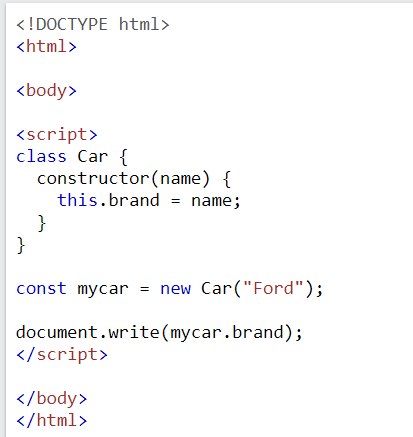 <!DOCTYPE html>
<html>
<body>
<script>
class Car {
  constructor(name) {
    this.brand = name;
  }
}
const mycar = new Car("Ford");
document.write(mycar.brand);
</script>
</body>
</html>